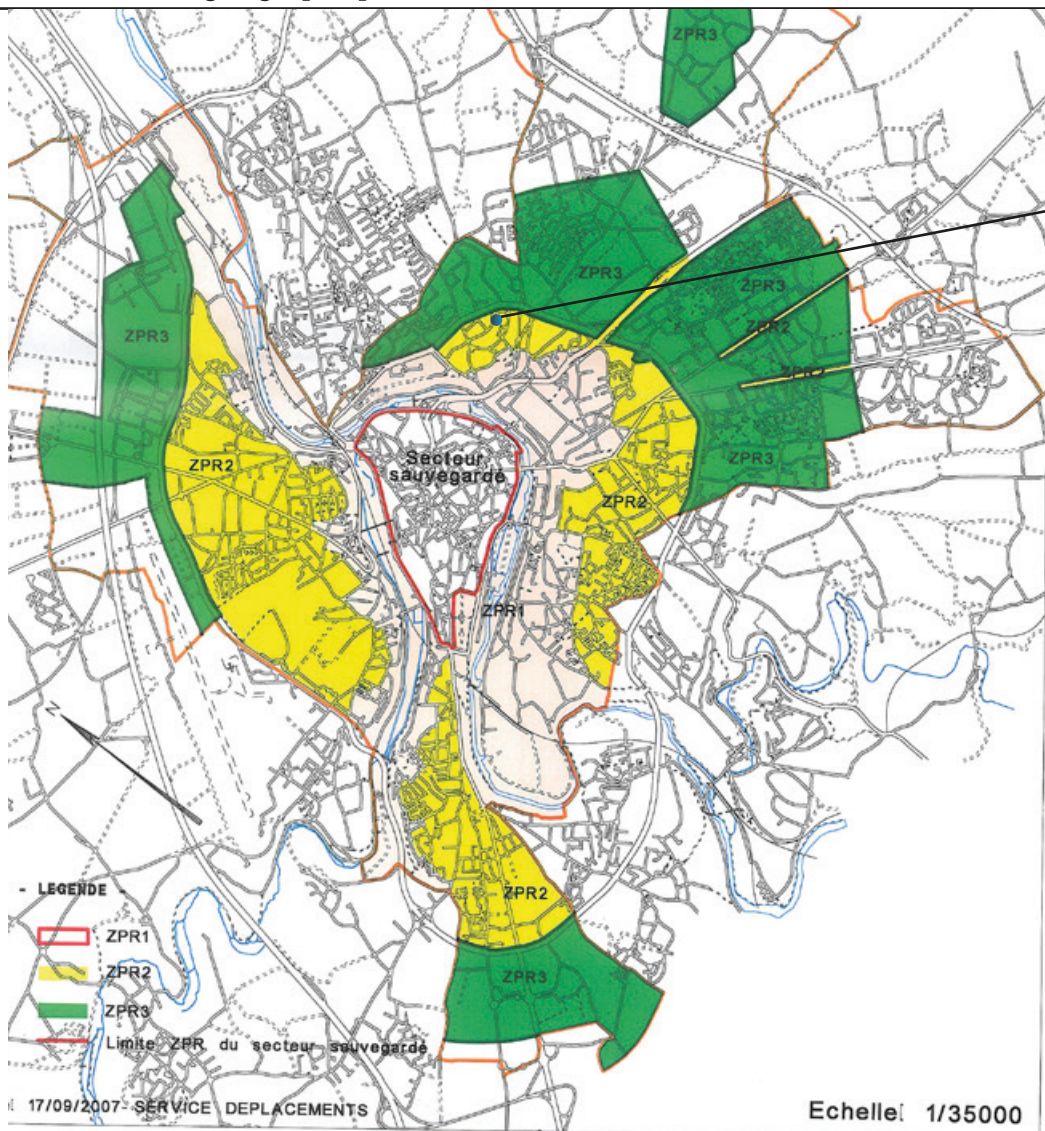 ZPR3
ZPR3
ZPR3
ZPR3
ZPR2
ZPR2
Secteur
sauvegardé
ZPR2
ZPR3
ZPR2
ZPR1
N
- LEGENDE -
ZPR1
ZPR2
ZPR2
ZPR3
ZPR3
Limite ZPR du secteur sauvegardé
17/09/2007- SERVICE DEPLACEMENTS
Echelle 1/35000